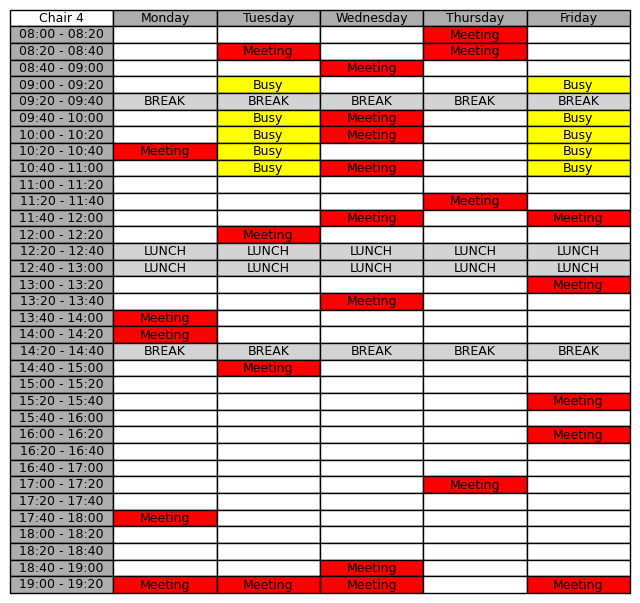 Chair 4 Monday Tuesday Wednesday Thursday Friday
08:00 - 08:20 Meeting
08:20 - 08:40 Meeting Meeting
08:40 - 09:00 Meeting
09:00 - 09:20 Busy Busy
09:20 - 09:40 BREAK BREAK BREAK BREAK BREAK
09:40 - 10:00 Busy Meeting Busy
10:00 - 10:20 Busy Meeting Busy
10:20 - 10:40 Meeting Busy Busy
10:40 - 11:00 Busy Meeting Busy
11:00 - 11:20
11:20 - 11:40 Meeting
11:40 - 12:00 Meeting Meeting
12:00 - 12:20 Meeting
12:20 - 12:40 LUNCH LUNCH LUNCH LUNCH LUNCH
12:40 - 13:00 LUNCH LUNCH LUNCH LUNCH LUNCH
13:00 - 13:20 Meeting
13:20 - 13:40 Meeting
13:40 - 14:00 Meeting
14:00 - 14:20 Meeting
14:20 - 14:40 BREAK BREAK BREAK BREAK BREAK
14:40 - 15:00 Meeting
15:00 - 15:20
15:20 - 15:40 Meeting
15:40 - 16:00
16:00 - 16:20 Meeting
16:20 - 16:40
16:40 - 17:00
17:00 - 17:20 Meeting
17:20 - 17:40
17:40 - 18:00 Meeting
18:00 - 18:20
18:20 - 18:40
18:40 - 19:00 Meeting
19:00 - 19:20 Meeting Meeting Meeting Meeting